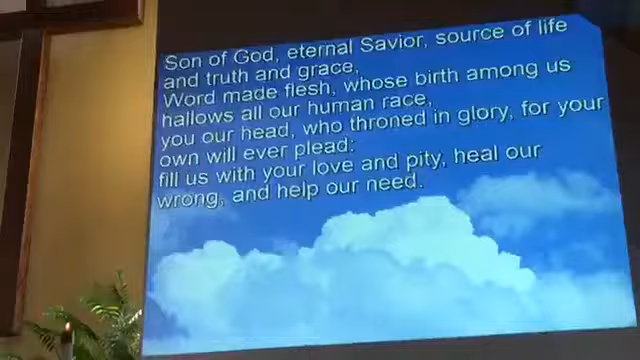 Son of God, eternal Savior, source of life
and truth and grace,
Word made flesh, whose birth among us
hallows all our human race,
you our head, who throned in glory, for your
own will ever plead:
fill us with your love and pity, heal our
wrong, and help our need.